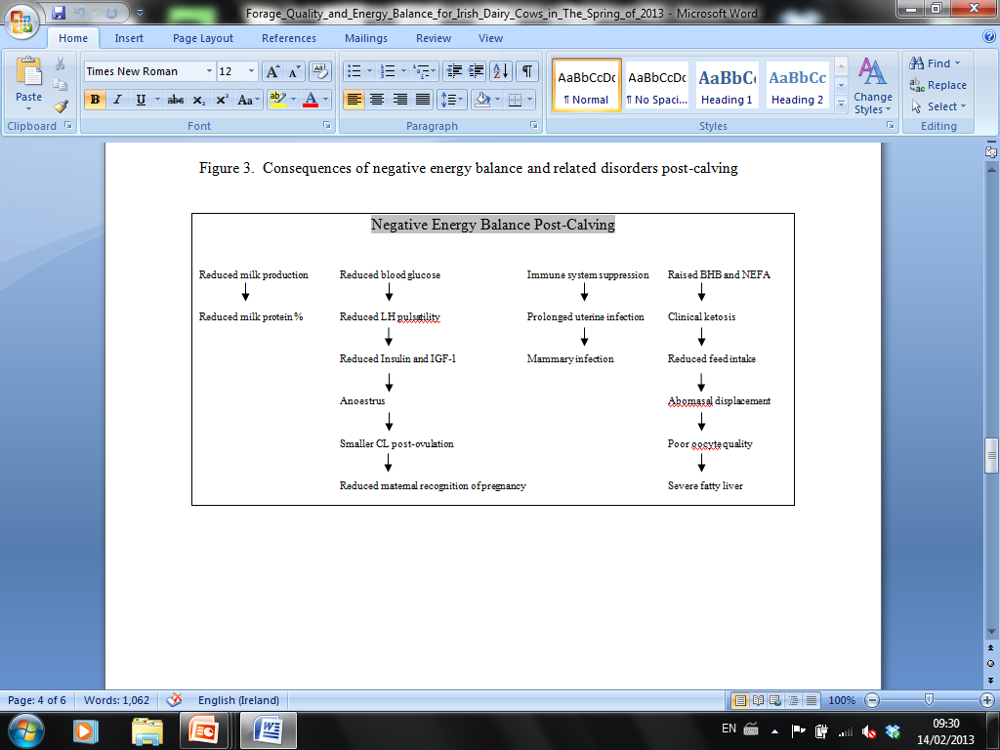 Forage_Quality_and_Energy_Balance_for_Irish_Dairy_Cows_in_The_Spring_of_2013 - Microsoft Word
Home Insert Page Layout References Mailings Review View
Paste
Clipboard
Times New Roman 12
B I U abc X₂ X² Aa ab A
Font
Paragraph
AaBbCcDc AaBbCcDc AaBbC AaBbCc
¶ Normal ¶ No Spaci... Heading 1 Heading 2
Change Styles
Styles
Find
Replace
Select
Editing
Figure 3. Consequences of negative energy balance and related disorders post-calving
Negative Energy Balance Post-Calving
Reduced milk production Reduced blood glucose Immune system suppression Raised BHB and NEFA
Reduced milk protein % Reduced LH pulsatility Prolonged uterine infection Clinical ketosis
Reduced Insulin and IGF-1 Mammary infection Reduced feed intake
Anoestrus Abomasal displacement
Smaller CL post-ovulation Poor oocyte quality
Reduced maternal recognition of pregnancy Severe fatty liver
Page: 4 of 6 Words: 1,062 English (Ireland) 100%
EN 09:30
14/02/2013